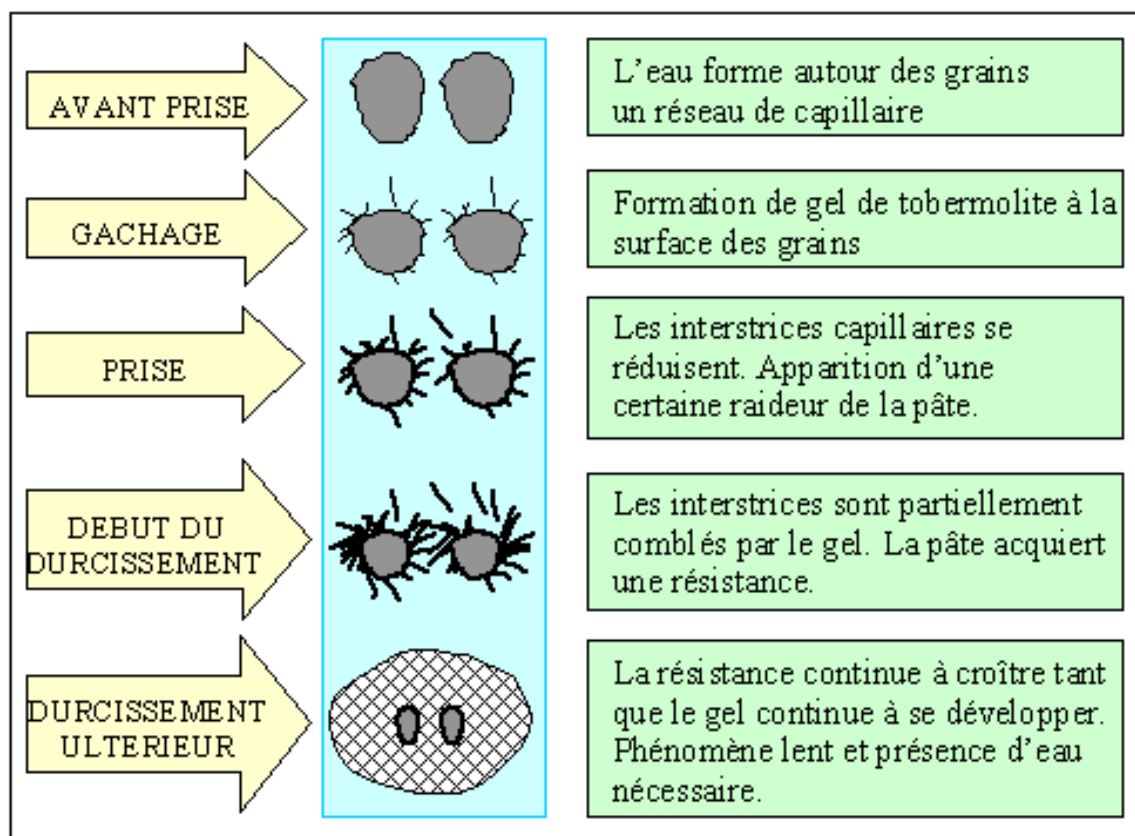 AVANT PRISE
L'eau forme autour des grains
un réseau de capillaire
GACHAGE
Formation de gel de tobermolite à la
surface des grains
PRISE
Les interstrices capillaires se
réduisent. Apparition d'une
certaine raideur de la pâte.
DEBUT DU
DURCISSEMENT
Les interstrices sont partiellement
comblés par le gel. La pâte acquiert
une résistance.
DURCISSEMENT
ULTERIEUR
La résistance continue à croître tant
que le gel continue à se développer.
Phénomène lent et présence d'eau
nécessaire.